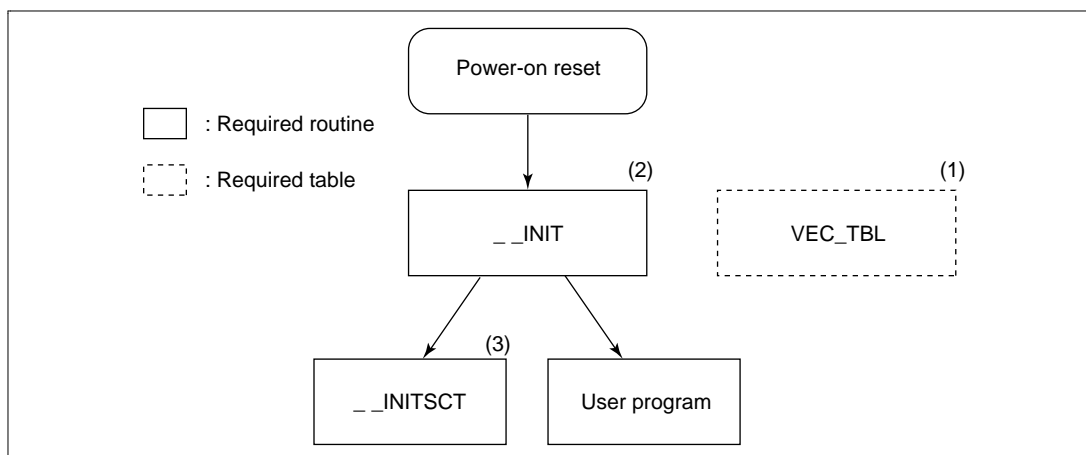 Power-on reset
: Required routine
: Required table
(2)
(1)
_ _INIT
VEC_TBL
(3)
_ _INITSCT
User program